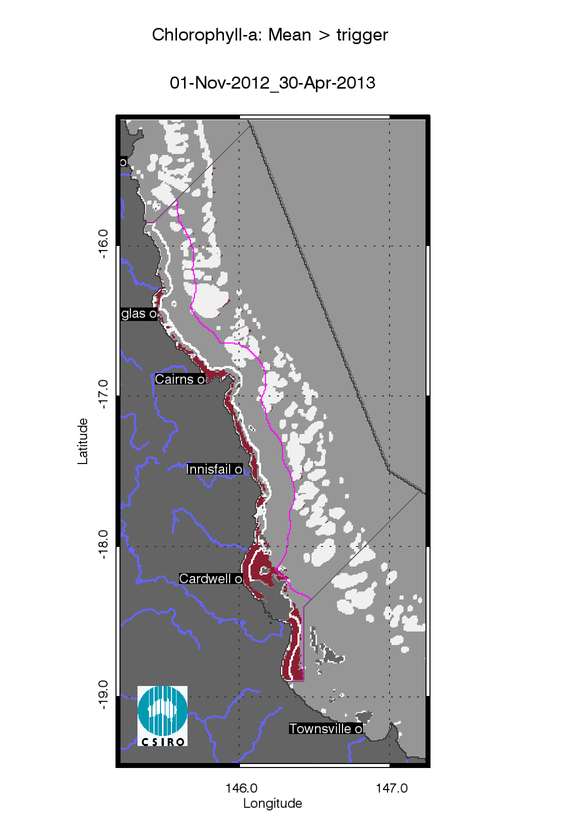 Chlorophyll-a: Mean > trigger
01-Nov-2012_30-Apr-2013
o
-16.0
glas o
-17.0
Cairns o
Latitude
Innisfail o
-18.0
Cardwell o
-19.0
CSIRO
Townsville o
146.0 147.0
Longitude